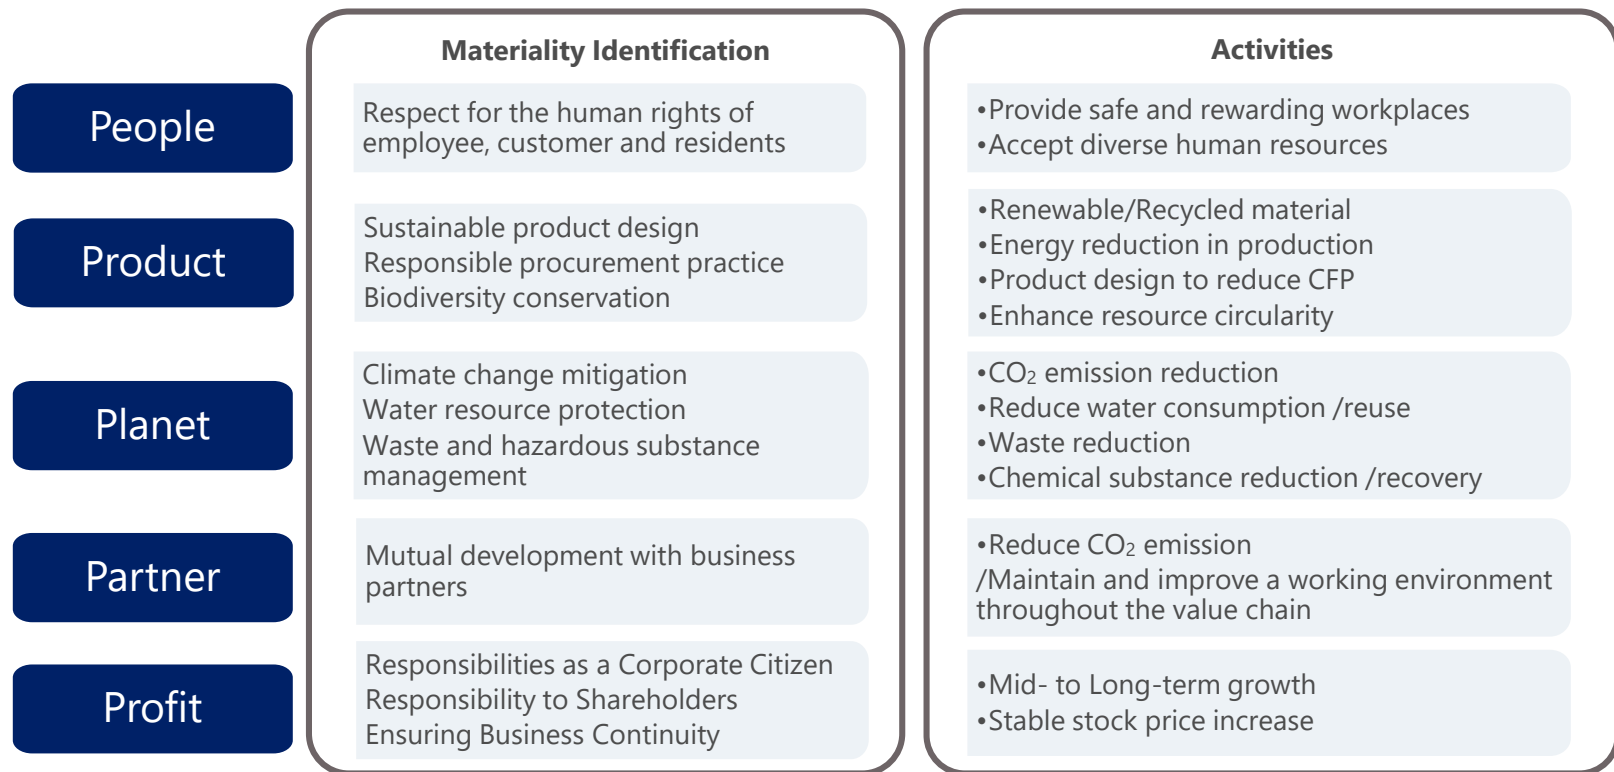 Materiality Identification
Activities
People
Respect for the human rights of
employee, customer and residents
•Provide safe and rewarding workplaces
•Accept diverse human resources
Product
Sustainable product design
Responsible procurement practice
Biodiversity conservation
•Renewable/Recycled material
•Energy reduction in production
•Product design to reduce CFP
•Enhance resource circularity
Planet
Climate change mitigation
Water resource protection
Waste and hazardous substance
management
•CO₂ emission reduction
•Reduce water consumption /reuse
•Waste reduction
•Chemical substance reduction /recovery
Partner
Mutual development with business
partners
•Reduce CO₂ emission
/Maintain and improve a working environment
throughout the value chain
Profit
Responsibilities as a Corporate Citizen
Responsibility to Shareholders
Ensuring Business Continuity
•Mid- to Long-term growth
•Stable stock price increase